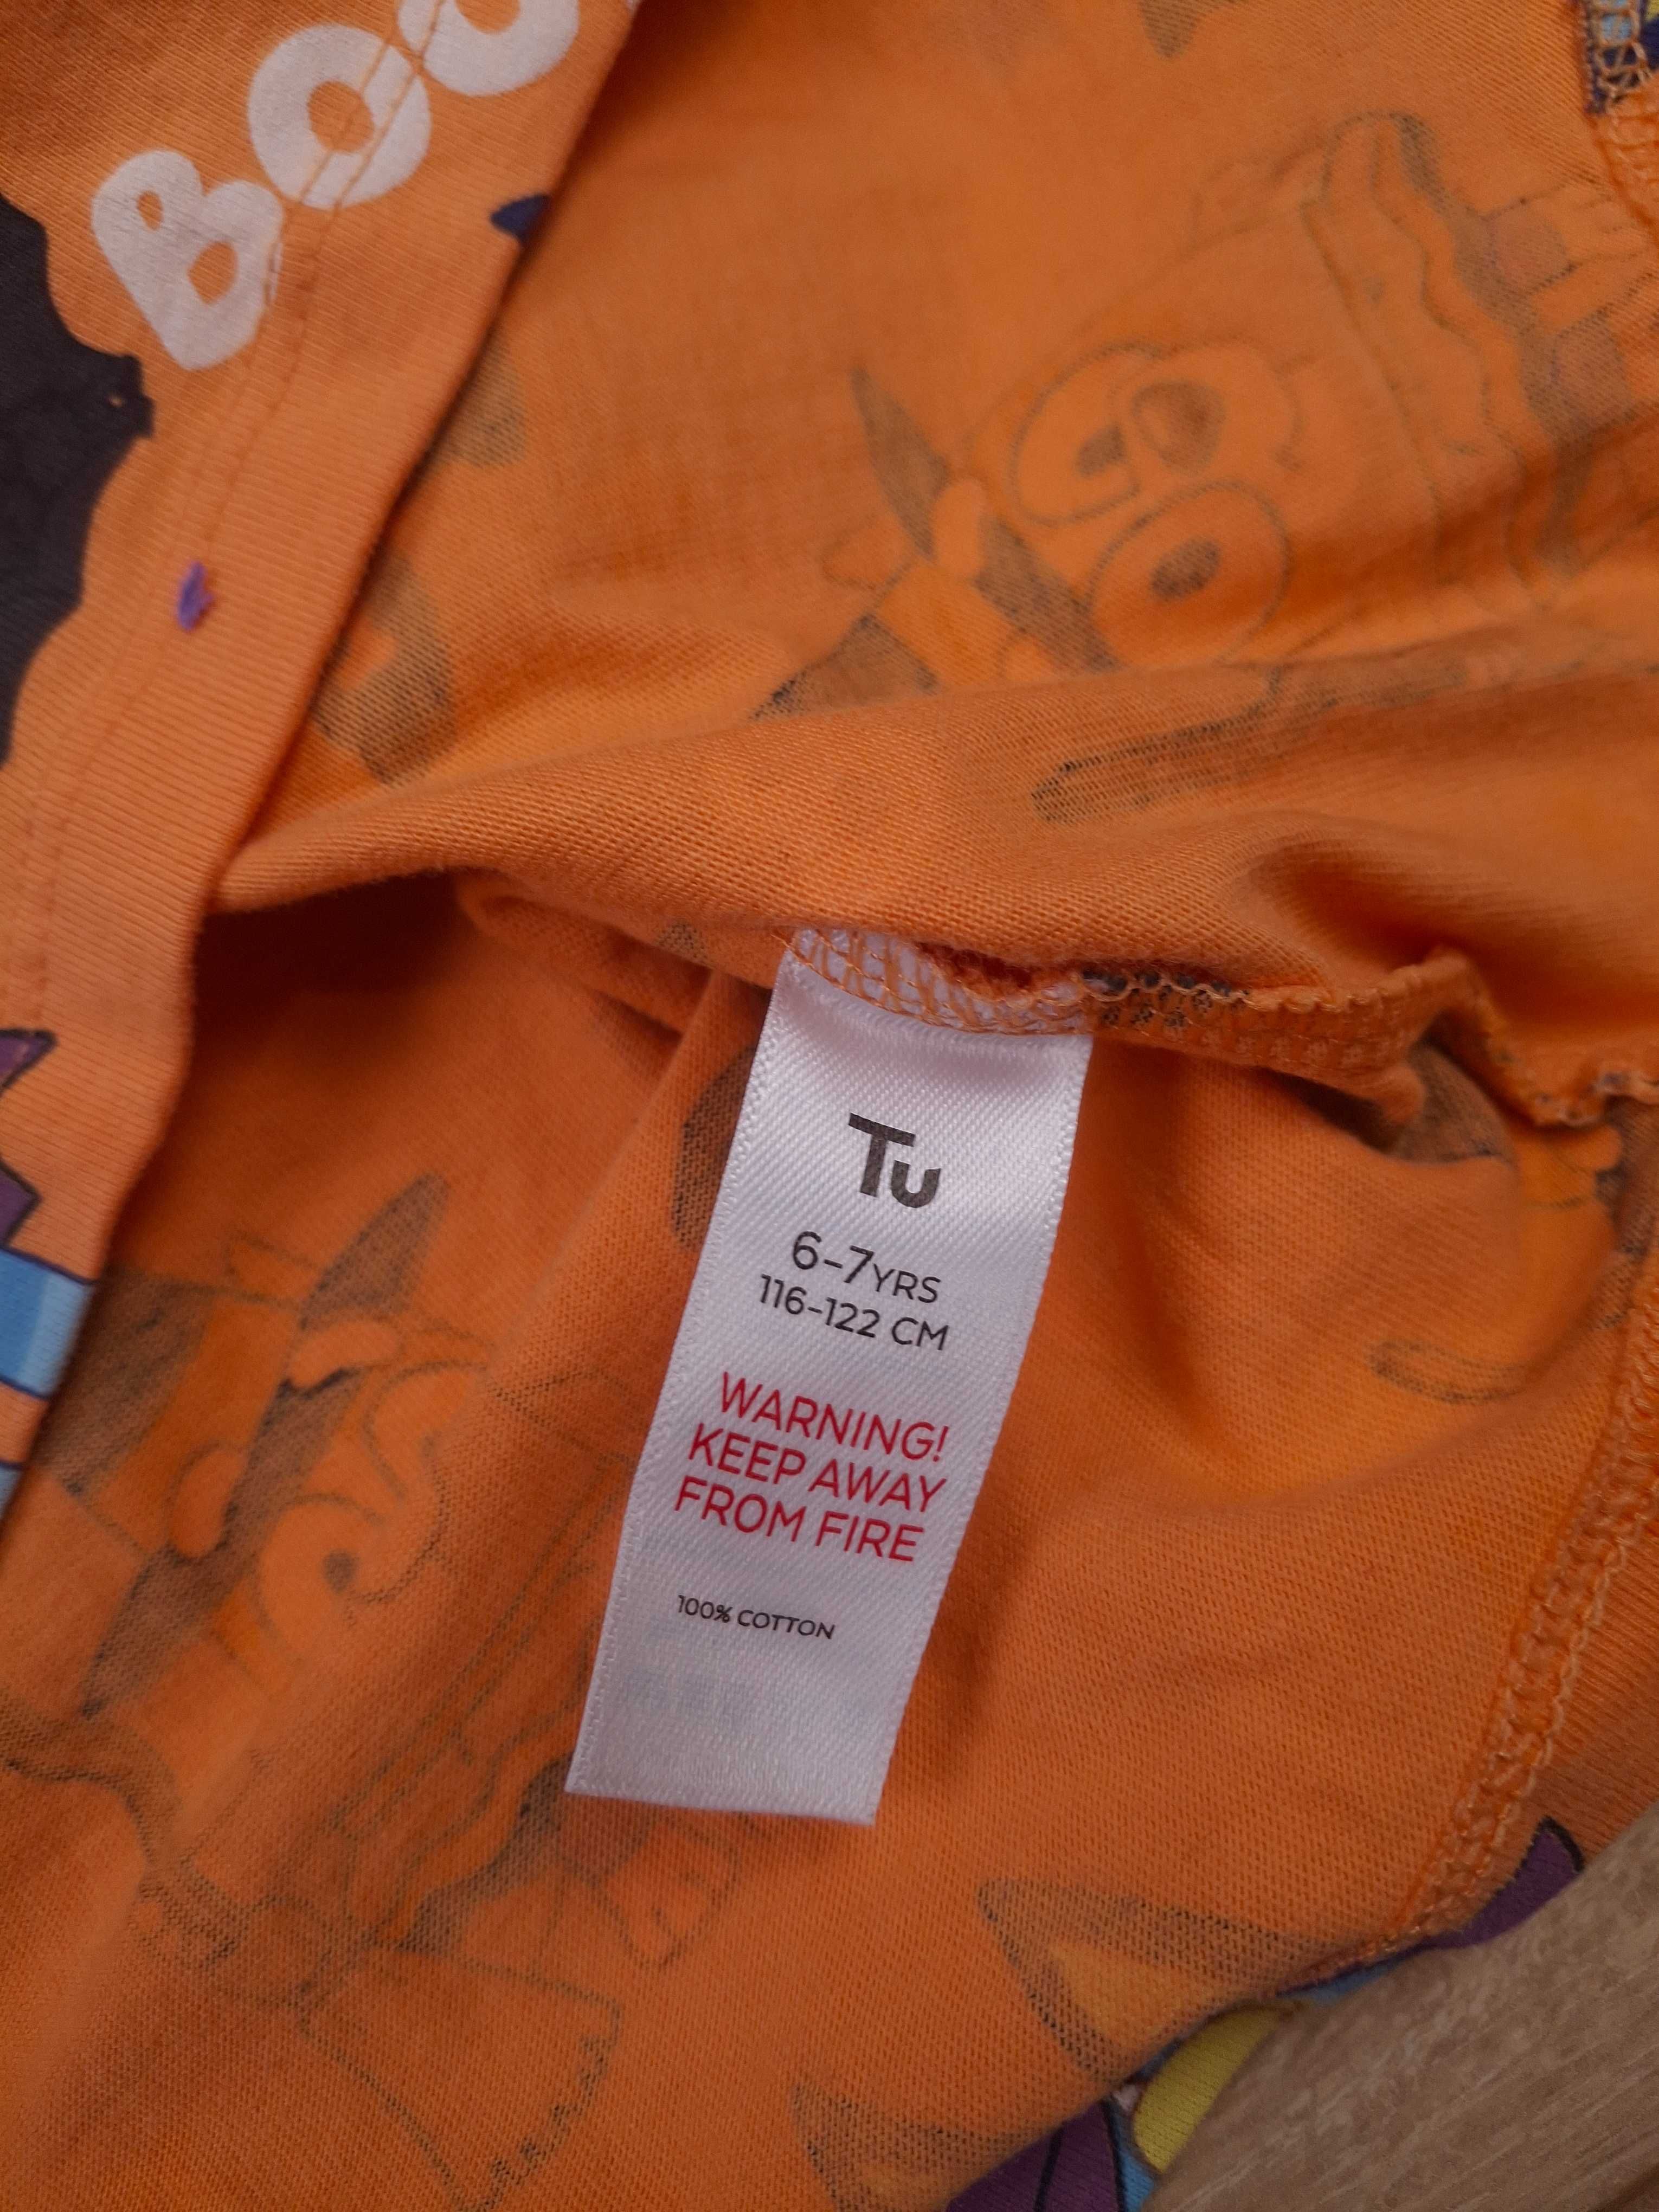 BOO
Tu
6-7YRS
116-122 CM
WARNING!
KEEP AWAY
FROM FIRE
100% COTTON